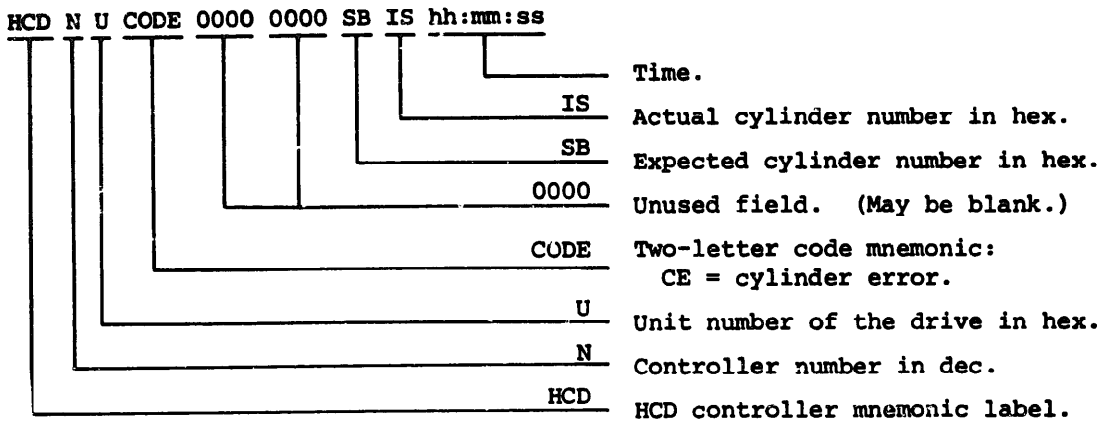 HCD N U CODE 0000 0000 SB IS hh:mm:ss
Time.
IS Actual cylinder number in hex.
SB Expected cylinder number in hex.
0000 Unused field. (May be blank.)
CODE Two-letter code mnemonic:
CE = cylinder error.
U Unit number of the drive in hex.
N Controller number in dec.
HCD HCD controller mnemonic label.